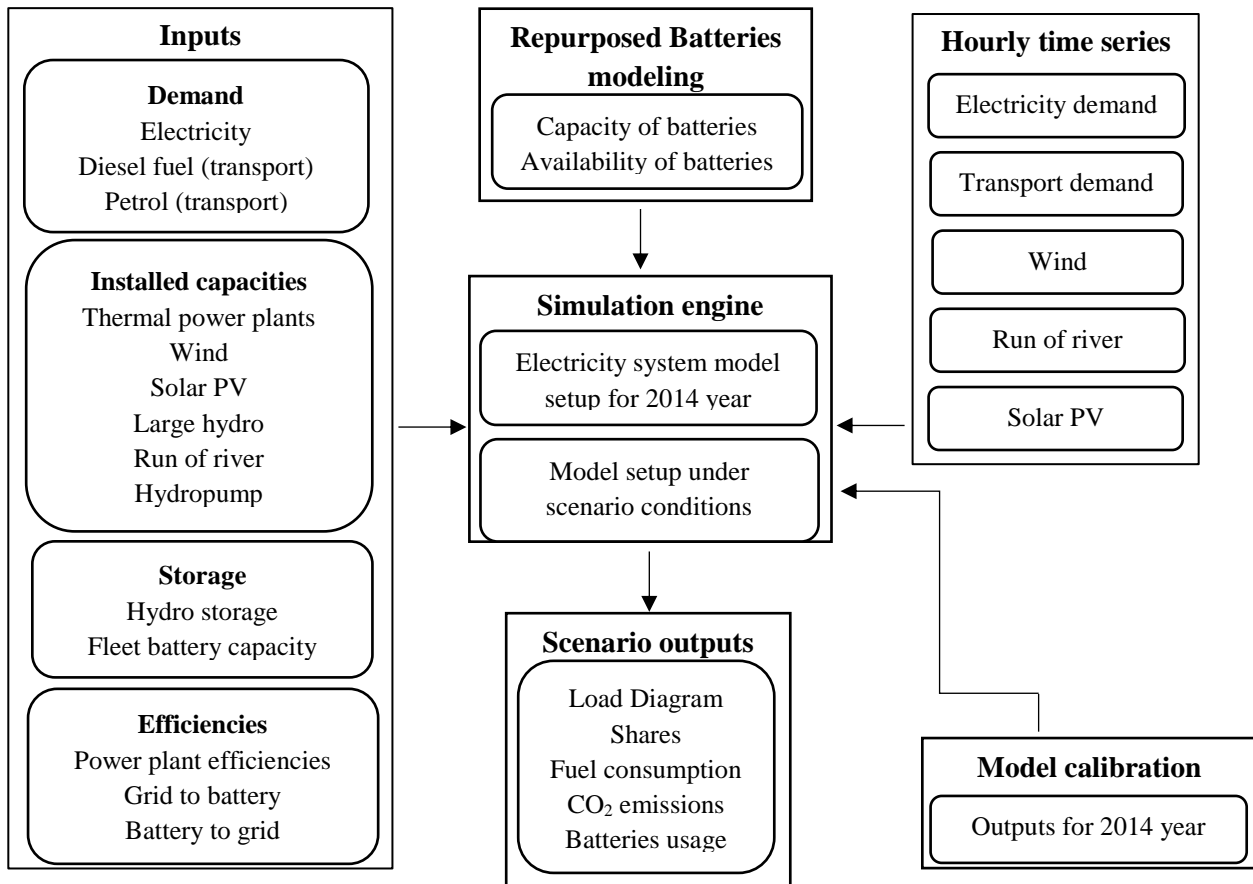 Inputs
Demand
Electricity
Diesel fuel (transport)
Petrol (transport)
Installed capacities
Thermal power plants
Wind
Solar PV
Large hydro
Run of river
Hydropump
Storage
Hydro storage
Fleet battery capacity
Efficiencies
Power plant efficiencies
Grid to battery
Battery to grid
Repurposed Batteries
modeling
Capacity of batteries
Availability of batteries
Simulation engine
Electricity system model
setup for 2014 year
Model setup under
scenario conditions
Scenario outputs
Load Diagram
Shares
Fuel consumption
CO₂ emissions
Batteries usage
Hourly time series
Electricity demand
Transport demand
Wind
Run of river
Solar PV
Model calibration
Outputs for 2014 year